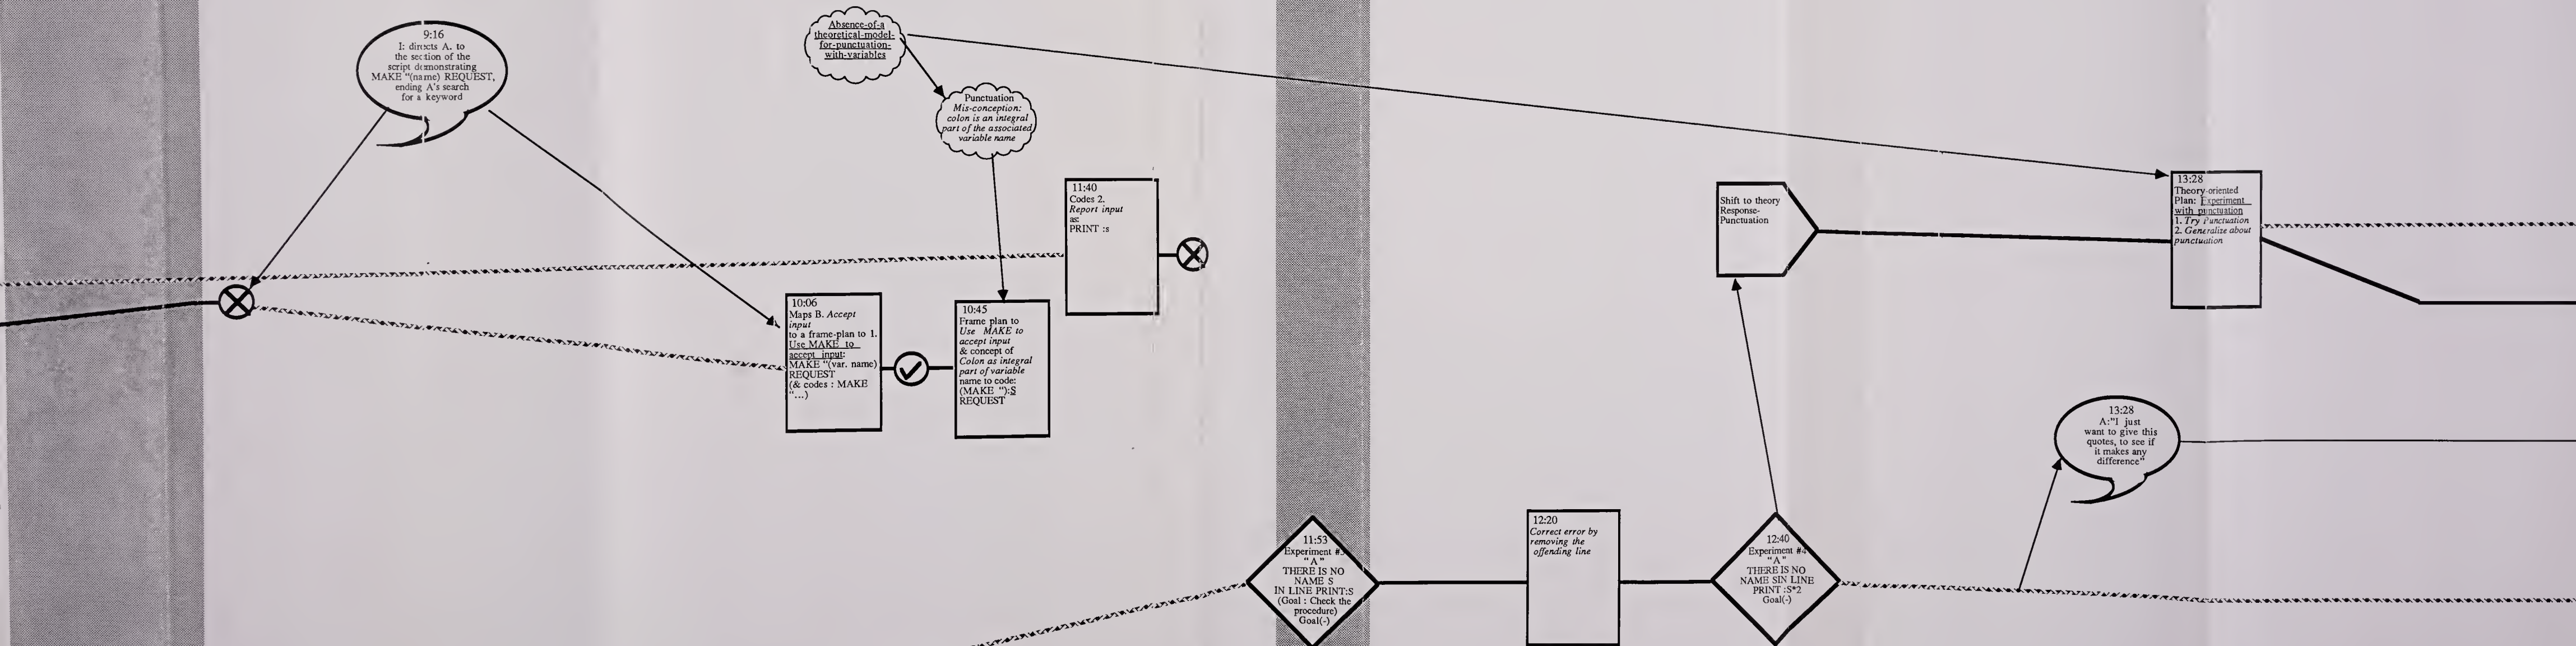 9:16
I: directs A. to
the section of the
script demonstrating
MAKE "(name) REQUEST,
ending A's search
for a keyword
Absence-of-a
theoretical-model-
for-punctuation-
with-variables
Punctuation
Mis-conception:
colon is an integral
part of the associated
variable name
11:40
Codes 2.
Report input
as:
PRINT :s
10:06
Maps B. Accept
input
to a frame-plan to 1.
Use MAKE to
accept input:
MAKE "(var. name)
REQUEST
(& codes : MAKE
"...)
10:45
Frame plan to
Use MAKE to
accept input
& concept of
Colon as integral
part of variable
name to code:
(MAKE "):S
REQUEST
11:53
Experiment #3
"A"
THERE IS NO
NAME S
IN LINE PRINT:S
(Goal : Check the
procedure)
Goal(-)
12:20
Correct error by
removing the
offending line
12:40
Experiment #4
"A"
THERE IS NO
NAME SIN LINE
PRINT :S*2
Goal(-)
Shift to theory
Response-
Punctuation
13:28
Theory-oriented
Plan: Experiment
with punctuation
1. Try Punctuation
2. Generalize about
punctuation
13:28
A:"I just
want to give this
quotes, to see if
it makes any
difference"